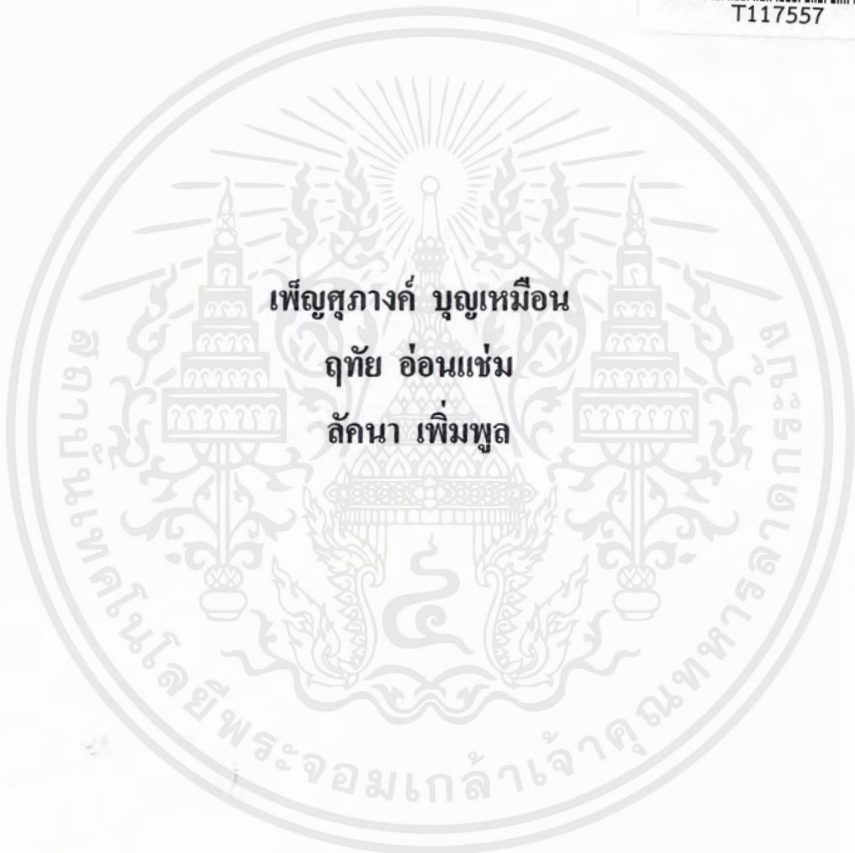 T117557
เพ็ญศุภางค์ บุญเหมือน
ฤทัย อ่อนแช่ม
ลัคนา เพิ่มพูล
สถาบันเทคโนโลยีพระจอมเกล้าเจ้าคุณทหารลาดกระบัง